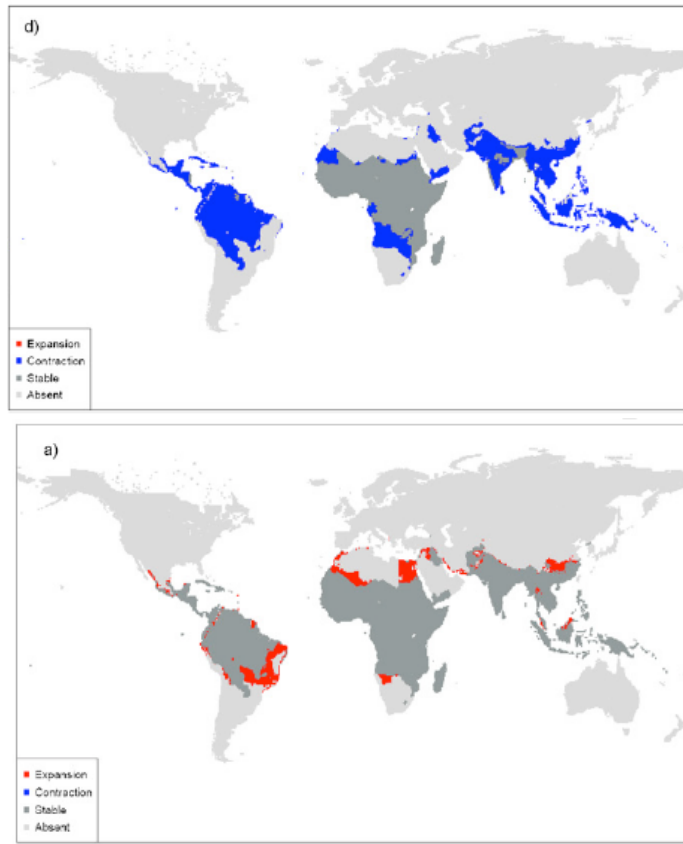 d)
Expansion
Contraction
Stable
Absent
a)
Expansion
Contraction
Stable
Absent